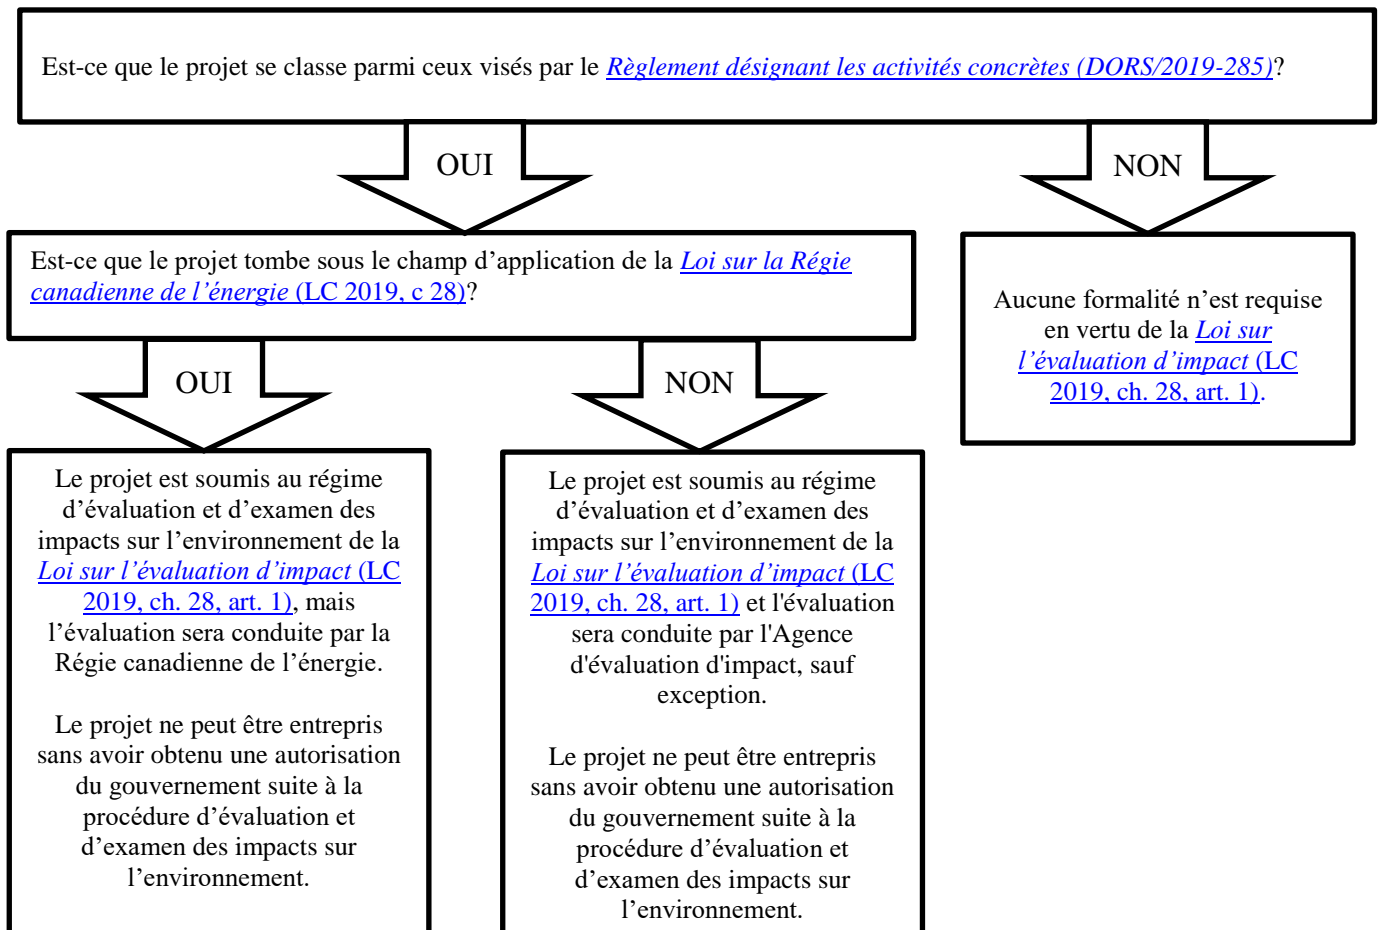 Est-ce que le projet se classe parmi ceux visés par le Règlement désignant les activités concrètes (DORS/2019-285)?
OUI
NON
Est-ce que le projet tombe sous le champ d’application de la Loi sur la Régie
canadienne de l’énergie (LC 2019, c 28)?
Aucune formalité n’est requise
en vertu de la Loi sur
l’évaluation d’impact (LC
2019, ch. 28, art. 1).
OUI
NON
Le projet est soumis au régime
d’évaluation et d’examen des
impacts sur l’environnement de la
Loi sur l’évaluation d’impact (LC
2019, ch. 28, art. 1), mais
l’évaluation sera conduite par la
Régie canadienne de l’énergie.
Le projet ne peut être entrepris
sans avoir obtenu une autorisation
du gouvernement suite à la
procédure d’évaluation et
d’examen des impacts sur
l’environnement.
Le projet est soumis au régime
d’évaluation et d’examen des
impacts sur l’environnement de la
Loi sur l’évaluation d’impact (LC
2019, ch. 28, art. 1) et l'évaluation
sera conduite par l'Agence
d'évaluation d'impact, sauf
exception.
Le projet ne peut être entrepris
sans avoir obtenu une autorisation
du gouvernement suite à la
procédure d’évaluation et
d’examen des impacts sur
l’environnement.